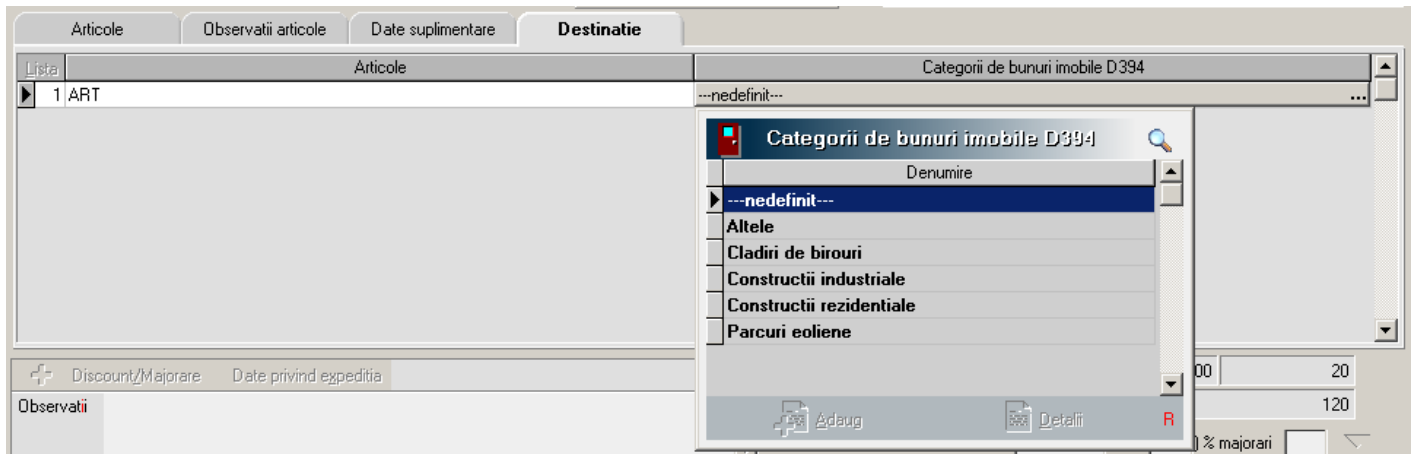 Articole Observatii articole Date suplimentare Destinatie
Lista Articole Categorii de bunuri imobile D394
1 ART ---nedefinit--- ...
Categorii de bunuri imobile D394
Denumire
---nedefinit---
Altele
Cladiri de birouri
Constructii industriale
Constructii rezidentiale
Parcuri eoliene
Discount/Majorare Date privind expeditia 00 20
Observatii 120
Adaug Detalii R
% majorari